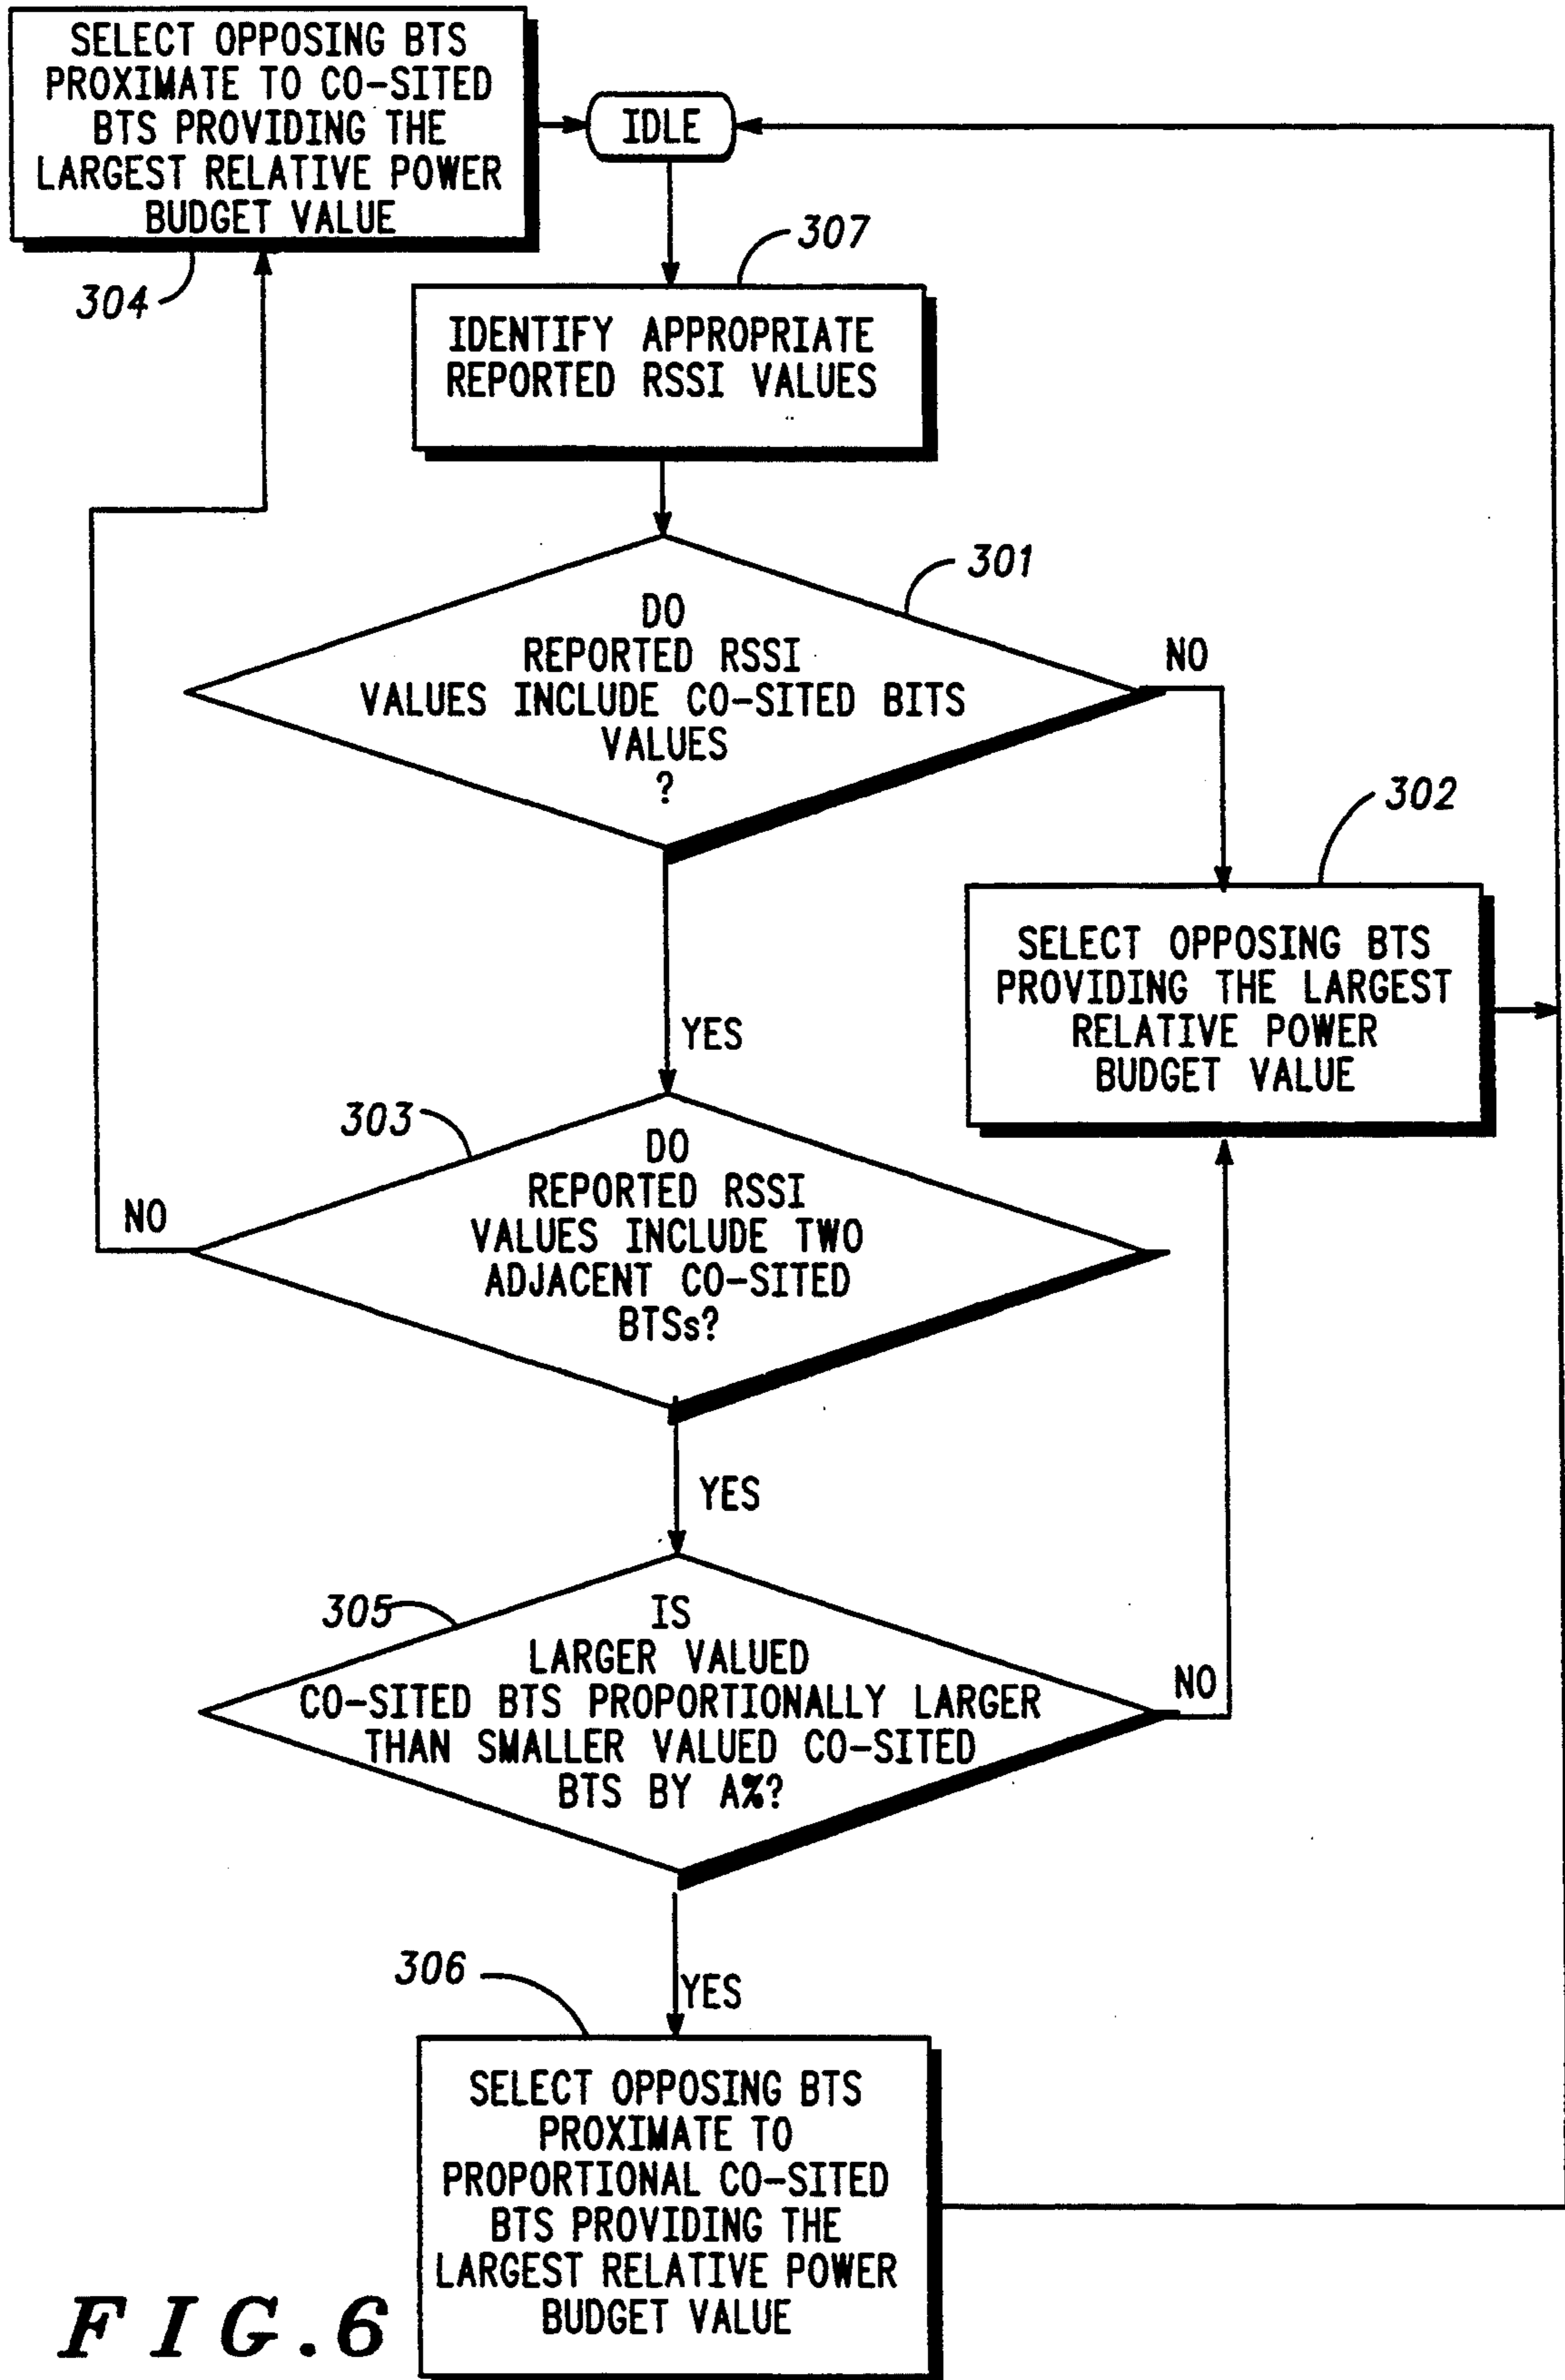 SELECT OPPOSING BTS
PROXIMATE TO CO-SITED
BTS PROVIDING THE
LARGEST RELATIVE POWER
BUDGET VALUE
304
IDLE
307
IDENTIFY APPROPRIATE
REPORTED RSSI VALUES
301
DO
REPORTED RSSI
VALUES INCLUDE CO-SITED BITS
VALUES
?
NO
YES
302
SELECT OPPOSING BTS
PROVIDING THE LARGEST
RELATIVE POWER
BUDGET VALUE
303
DO
REPORTED RSSI
VALUES INCLUDE TWO
ADJACENT CO-SITED
BTSs?
NO
YES
305
IS
LARGER VALUED
CO-SITED BTS PROPORTIONALLY LARGER
THAN SMALLER VALUED CO-SITED
BTS BY A%?
NO
YES
306
SELECT OPPOSING BTS
PROXIMATE TO
PROPORTIONAL CO-SITED
BTS PROVIDING THE
LARGEST RELATIVE POWER
BUDGET VALUE
FIG.6